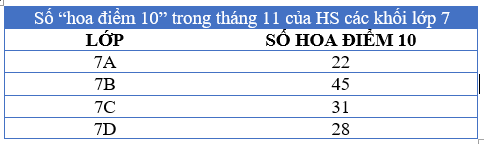 Số “hoa điểm 10” trong tháng 11 của HS các khối lớp 7
LỚP SỐ HOA ĐIỂM 10
7A 22
7B 45
7C 31
7D 28